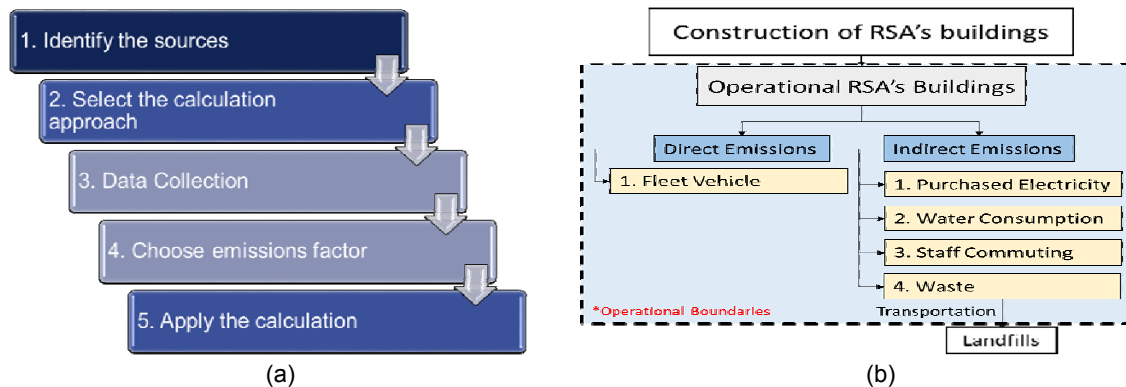 1. Identify the sources
2. Select the calculation
approach
3. Data Collection
4. Choose emissions factor
5. Apply the calculation
(a)
Construction of RSA's buildings
Operational RSA's Buildings
Direct Emissions
1. Fleet Vehicle
Indirect Emissions
1. Purchased Electricity
2. Water Consumption
3. Staff Commuting
4. Waste
*Operational Boundaries
Transportation
Landfills
(b)